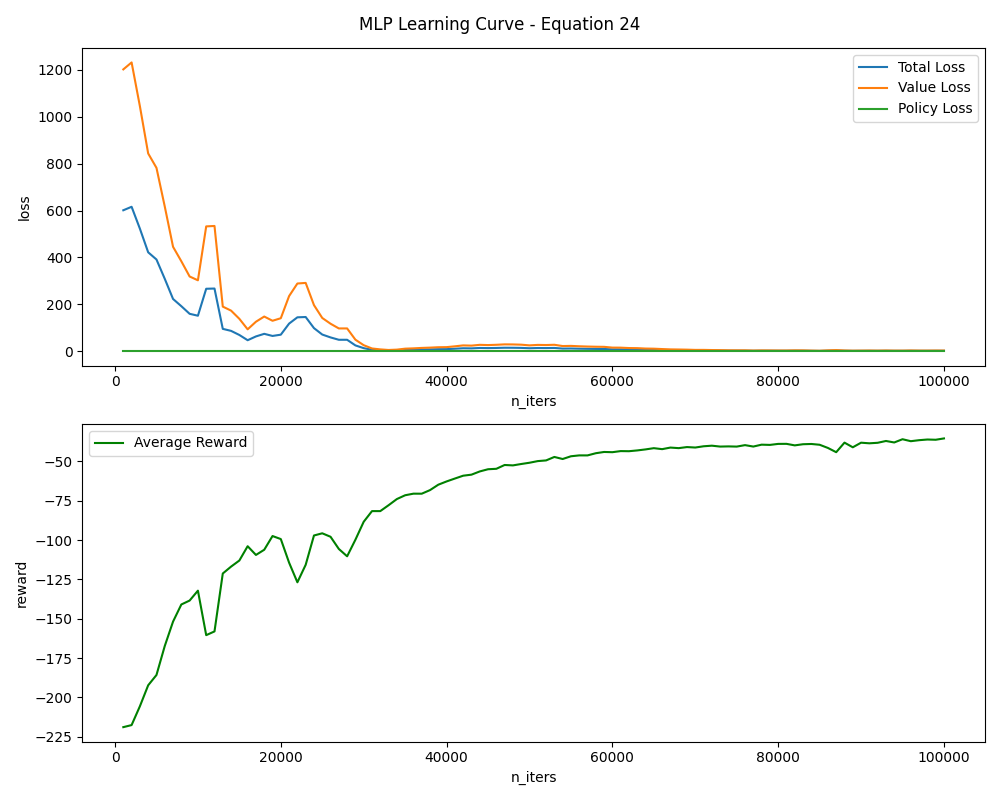 MLP Learning Curve - Equation 24
1200
1000
800
600
400
200
0
loss
Total Loss
Value Loss
Policy Loss
0 20000 40000 60000 80000 100000
n_iters
Average Reward
−50
−75
−100
−125
−150
−175
−200
−225
reward
0 20000 40000 60000 80000 100000
n_iters